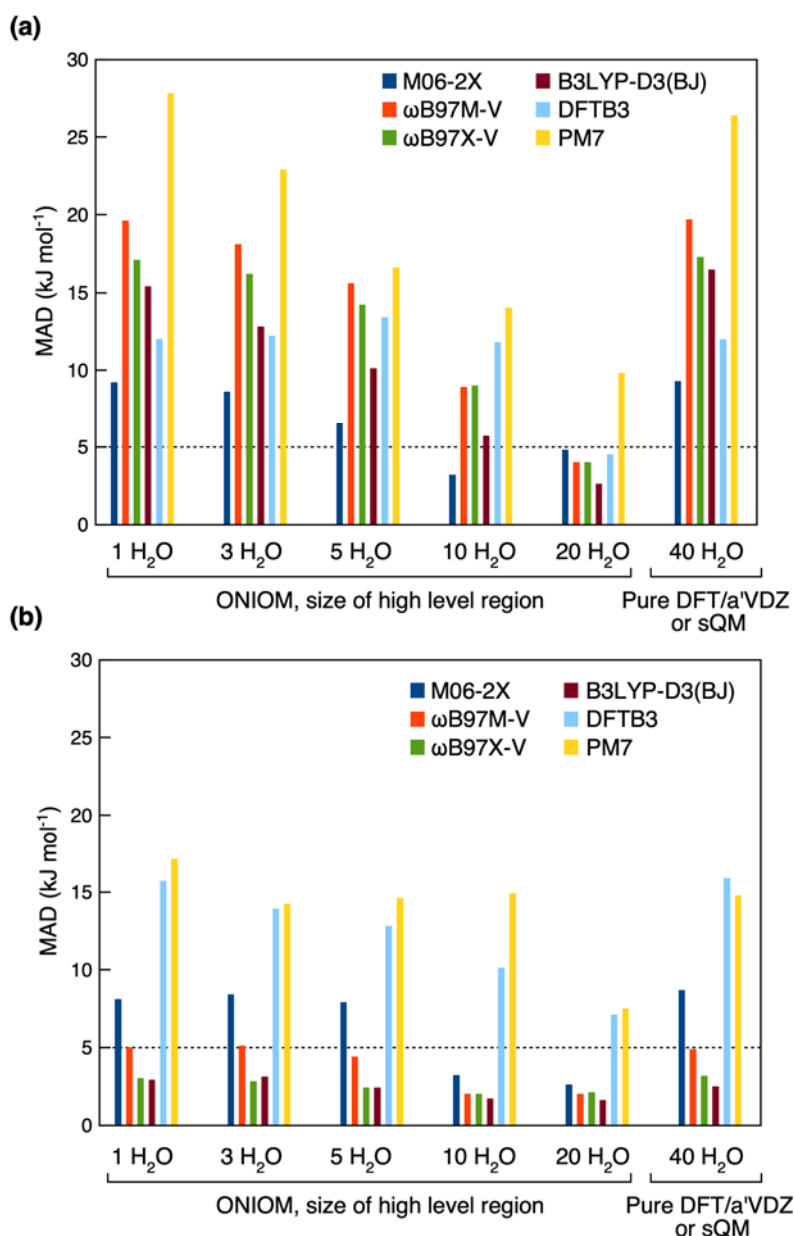 (a)
30
25
20
15
10
5
0
MAD (kJ mol⁻¹)
M06-2X
ωB97M-V
ωB97X-V
B3LYP-D3(BJ)
DFTB3
PM7
1 H₂O
3 H₂O
5 H₂O
10 H₂O
20 H₂O
40 H₂O
ONIOM, size of high level region
Pure DFT/a'VDZ
or sQM
(b)
30
25
20
15
10
5
0
MAD (kJ mol⁻¹)
M06-2X
ωB97M-V
ωB97X-V
B3LYP-D3(BJ)
DFTB3
PM7
1 H₂O
3 H₂O
5 H₂O
10 H₂O
20 H₂O
40 H₂O
ONIOM, size of high level region
Pure DFT/a'VDZ
or sQM